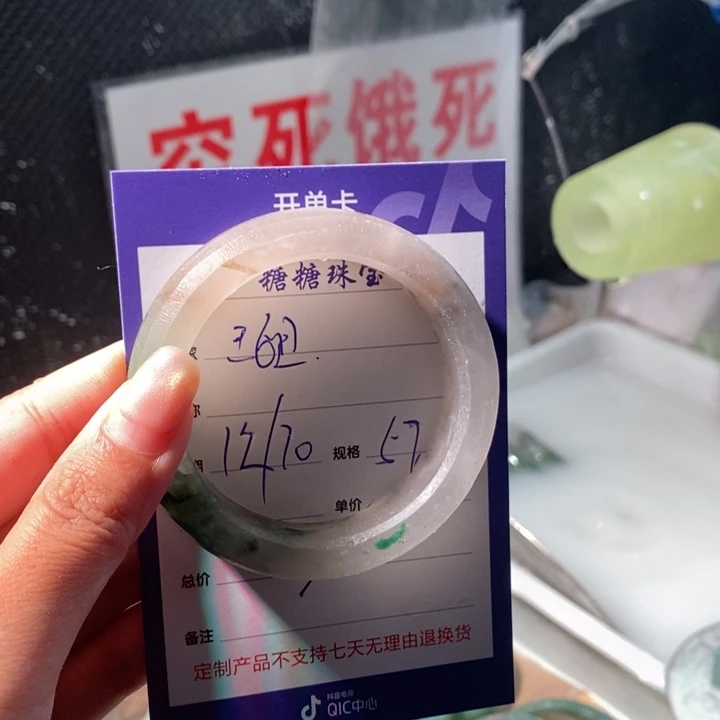 穷死饿死
开单卡
糖糖珠宝
王姐
12/10 规格 57
单价
总价
备注
定制产品不支持七天无理由退换货
抖音电商
QIC中心